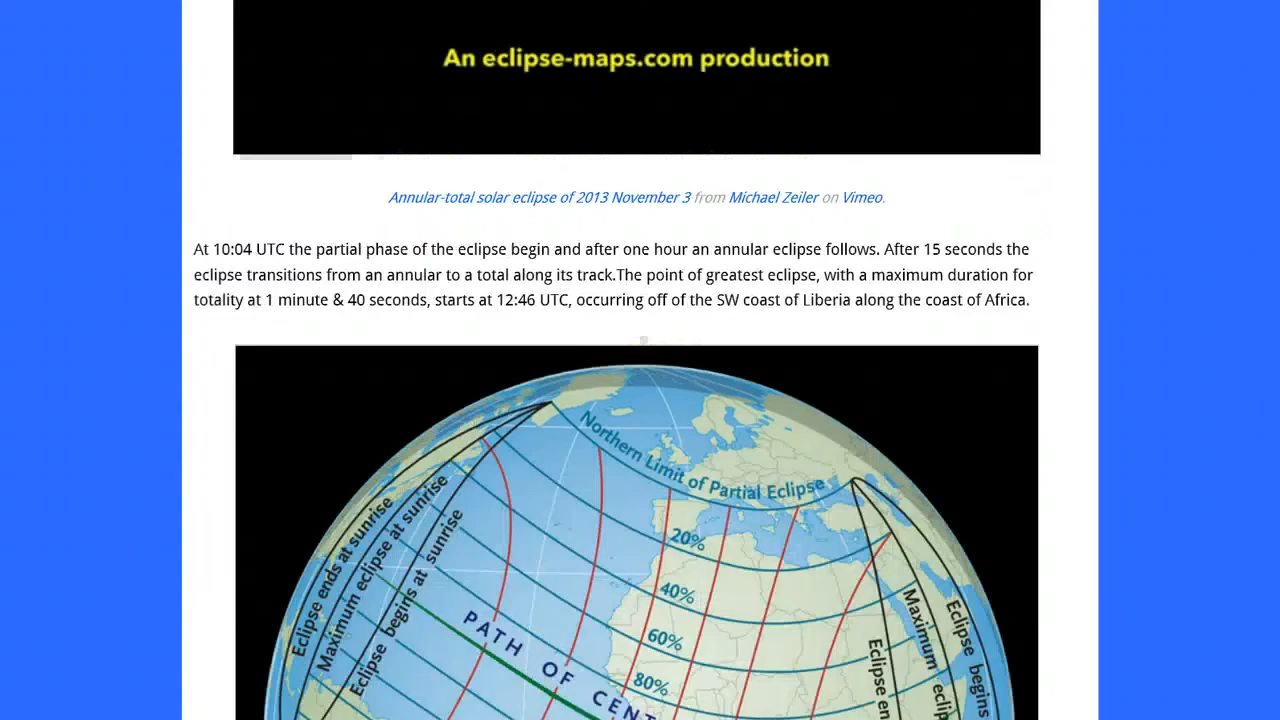 An eclipse-maps.com production
Annular-total solar eclipse of 2013 November 3 from Michael Zeiler on Vimeo.
At 10:04 UTC the partial phase of the eclipse begin and after one hour an annular eclipse follows. After 15 seconds the
eclipse transitions from an annular to a total along its track.The point of greatest eclipse, with a maximum duration for
totality at 1 minute & 40 seconds, starts at 12:46 UTC, occurring off of the SW coast of Liberia along the coast of Africa.
Northern Limit of Partial Eclipse
Eclipse ends at sunrise
Maximum eclipse at sunrise
Eclipse begins at sunrise
20%
40%
60%
80%
PATH OF CENT
Eclipse en
Maximum eclip
Eclipse begins